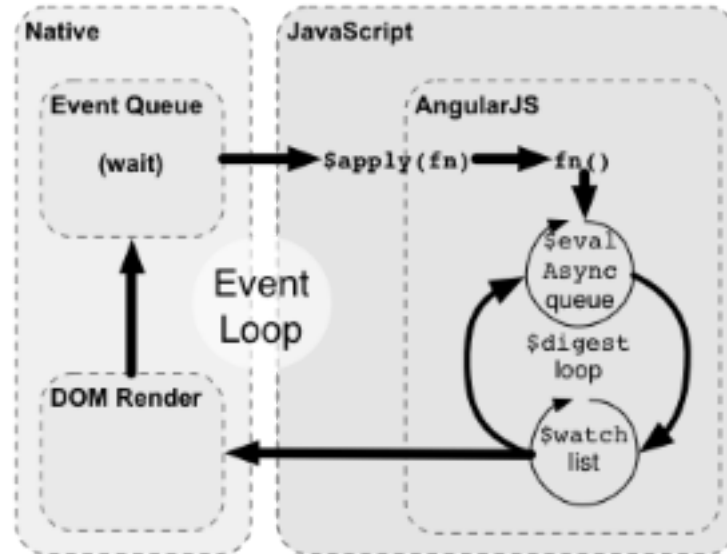 Native
JavaScript
Event Queue
(wait)
AngularJS
$apply(fn)
fn()
$eval
Async
queue
Event
Loop
$digest
loop
DOM Render
$watch
list